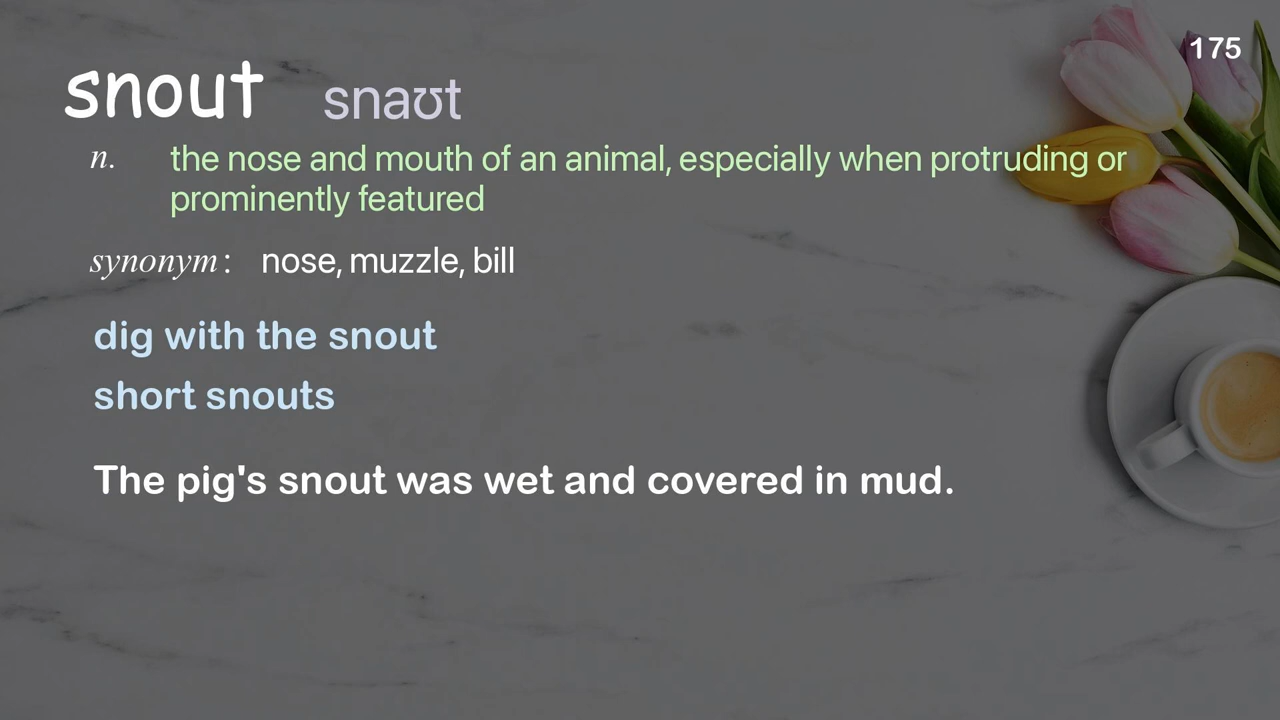 175
snout snaʊt
n. the nose and mouth of an animal, especially when protruding or
prominently featured
synonym: nose, muzzle, bill
dig with the snout
short snouts
The pig's snout was wet and covered in mud.